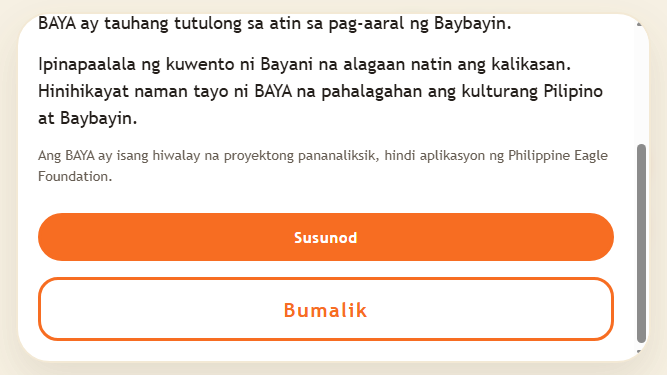 BAYA ay tauhang tutulong sa atin sa pag-aaral ng Baybayin.
Ipinapaalala ng kuwento ni Bayani na alagaan natin ang kalikasan.
Hinihikayat naman tayo ni BAYA na pahalagahan ang kulturang Pilipino
at Baybayin.
Ang BAYA ay isang hiwalay na proyektong pananaliksik, hindi aplikasyon ng Philippine Eagle
Foundation.
Susunod
Bumalik